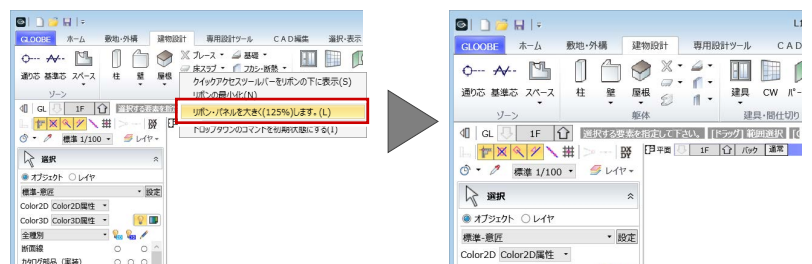 GLOOBE ホーム 敷地・外構 建物設計 専用設計ツール CAD編集 選択・表示
通り芯 基準芯 スペース 柱 壁 屋根
ブレース 基礎
床スラブ フカシ・断熱
ゾーン
クイックアクセスツールバーをリボンの下に表示(S)
リボンの最小化(N)
リボン・パネルを大きく(125%)します。(L)
ドロップダウンのコマンドを初期状態にする(I)
GL 1F 選択する要素を指
標準 1/100 レイヤ
選択
オブジェクト レイヤ
標準-意匠 設定
Color2D Color2D属性
Color3D Color3D属性
全種別
断面線
カタログ部品（実装）
GLOOBE ホーム 敷地・外構 建物設計 専用設計ツール CAD
通り芯 基準芯 スペース 柱 壁 屋根 建具 CW
ゾーン 躯体 建具・間仕切り
GL 1F 選択する要素を指定して下さい。 [ドラッグ]範囲選択
平面 1F バック 通常
標準 1/100 レイヤ
選択
オブジェクト レイヤ
標準-意匠 設定
Color2D Color2D属性